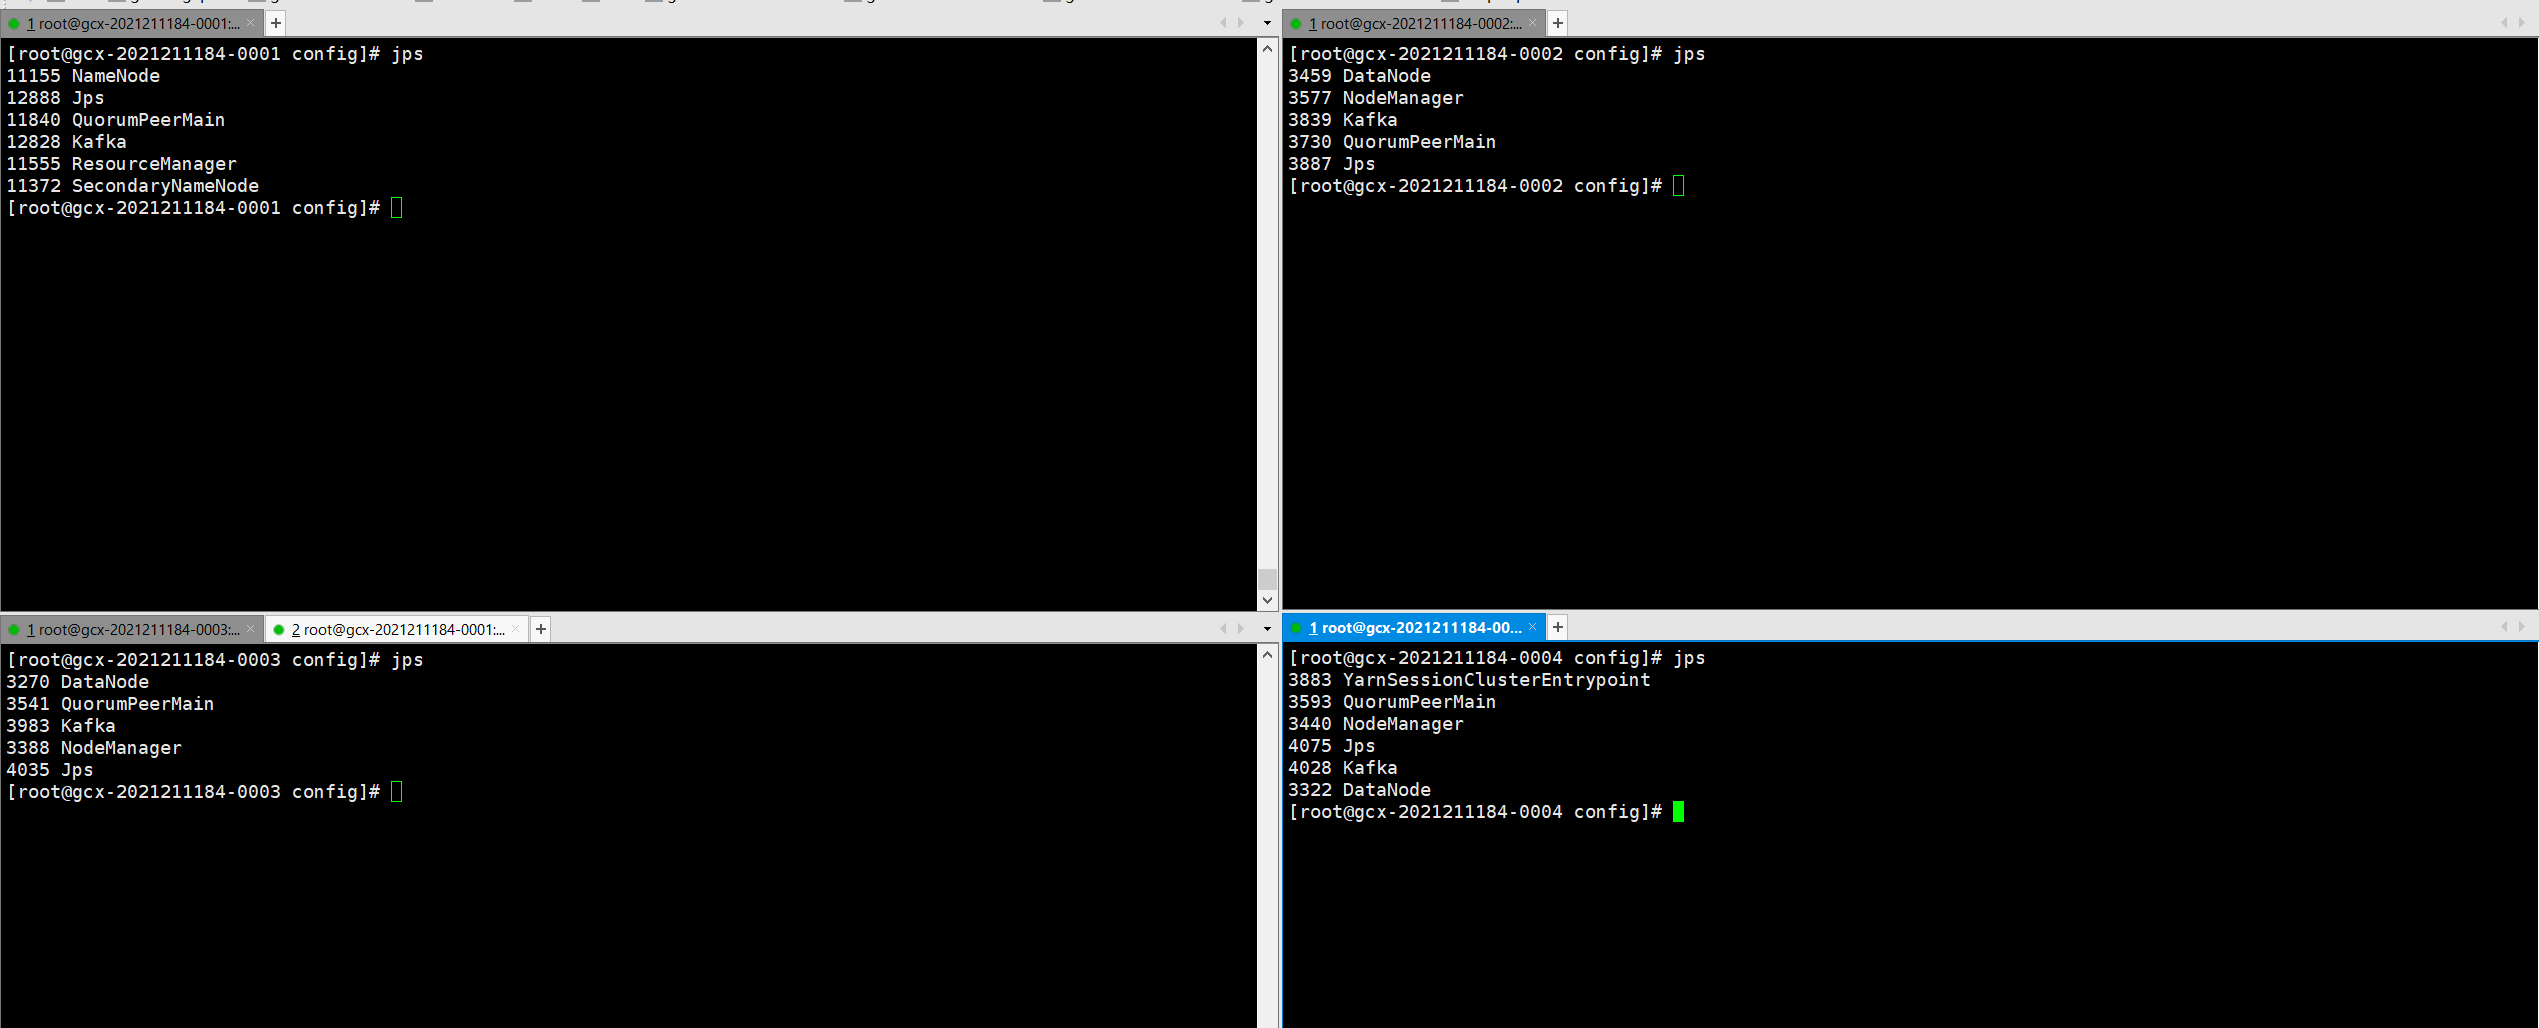 1 root@gcx-2021211184-0001:...
[root@gcx-2021211184-0001 config]# jps
11155 NameNode
12888 Jps
11840 QuorumPeerMain
12828 Kafka
11555 ResourceManager
11372 SecondaryNameNode
[root@gcx-2021211184-0001 config]#
1 root@gcx-2021211184-0002:...
[root@gcx-2021211184-0002 config]# jps
3459 DataNode
3577 NodeManager
3839 Kafka
3730 QuorumPeerMain
3887 Jps
[root@gcx-2021211184-0002 config]#
1 root@gcx-2021211184-0003:...
2 root@gcx-2021211184-0001:...
[root@gcx-2021211184-0003 config]# jps
3270 DataNode
3541 QuorumPeerMain
3983 Kafka
3388 NodeManager
4035 Jps
[root@gcx-2021211184-0003 config]#
1 root@gcx-2021211184-00...
[root@gcx-2021211184-0004 config]# jps
3883 YarnSessionClusterEntrypoint
3593 QuorumPeerMain
3440 NodeManager
4075 Jps
4028 Kafka
3322 DataNode
[root@gcx-2021211184-0004 config]#